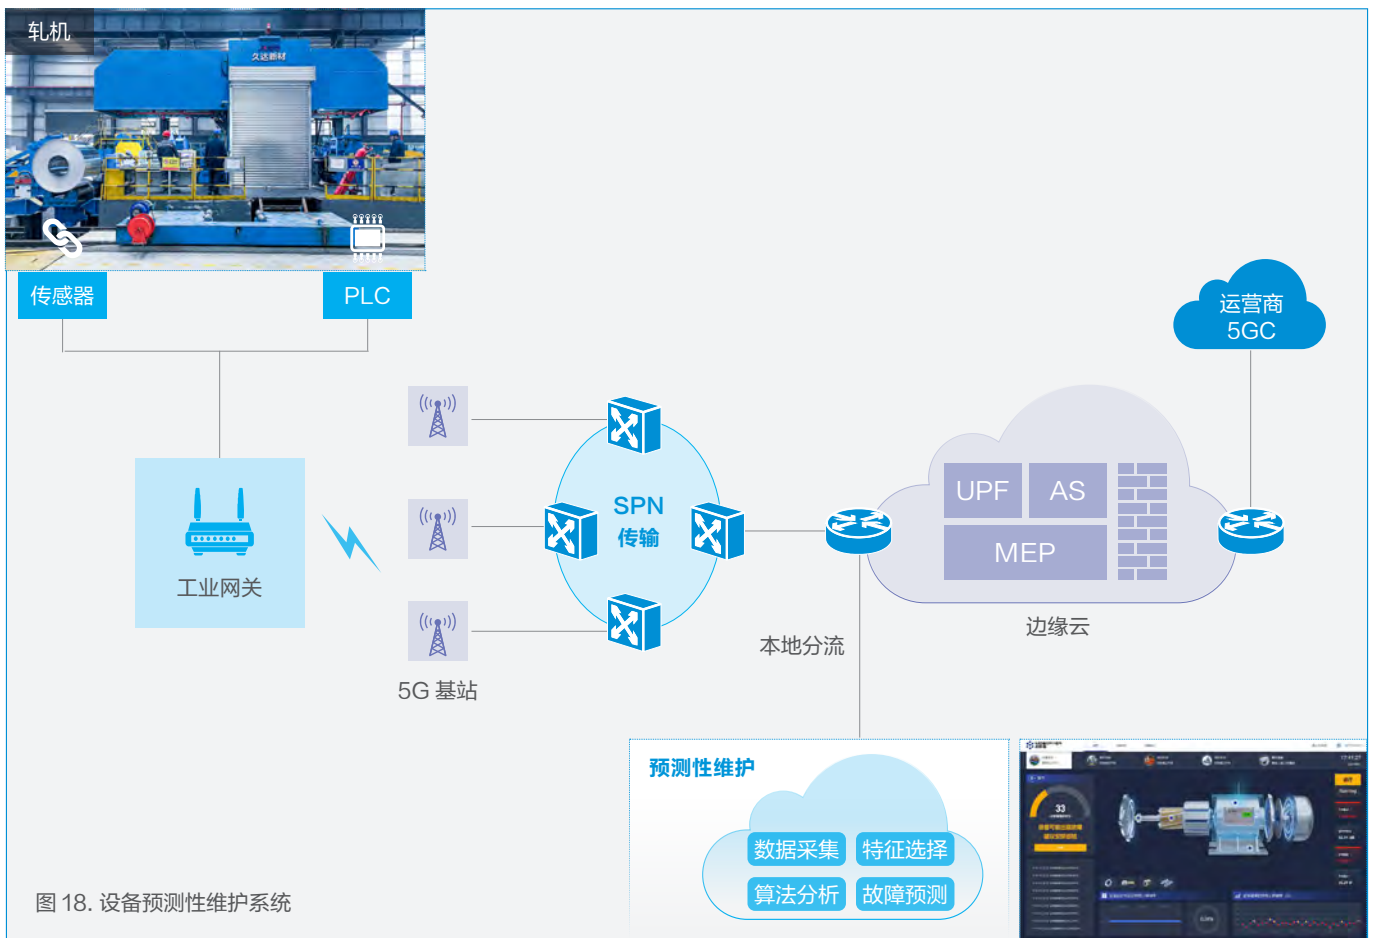 轧机
久达新材
传感器
PLC
运营商
5GC
SPN
传输
UPF
AS
MEP
工业网关
边缘云
本地分流
5G 基站
预测性维护
数据采集
特征选择
算法分析
故障预测
33
17:41:27
图 18. 设备预测性维护系统